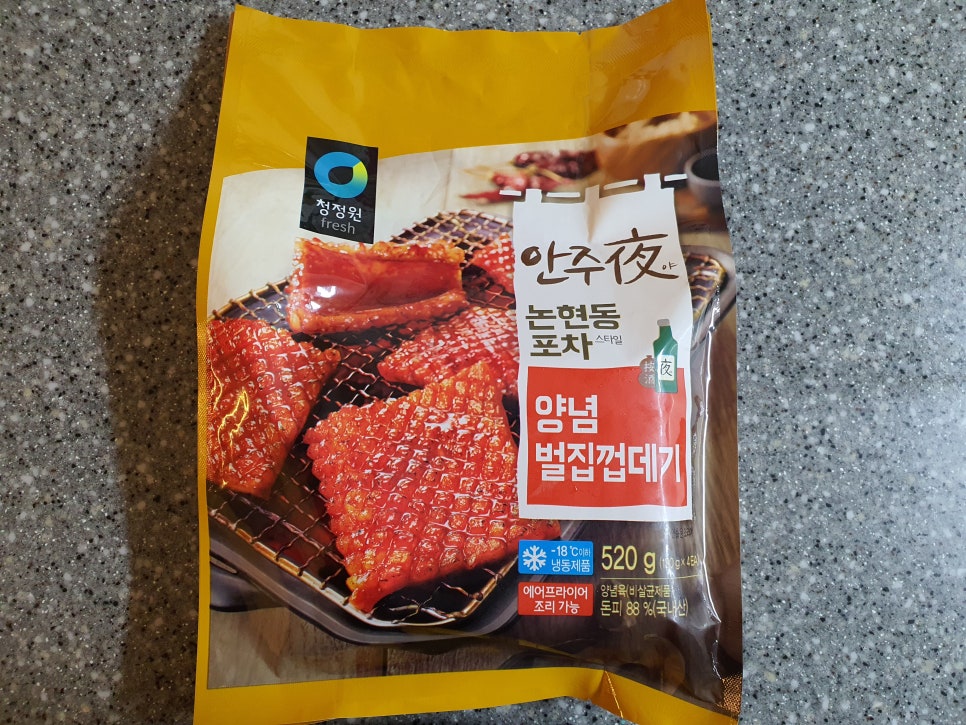 청정원
fresh
안주夜
야
논현동
포차 스타일
夜
양념
벌집껍데기
-18℃이하
냉동제품
520 g
에어프라이어
조리 가능
양념육(비살균제품)
돈피 88 %(국내산)